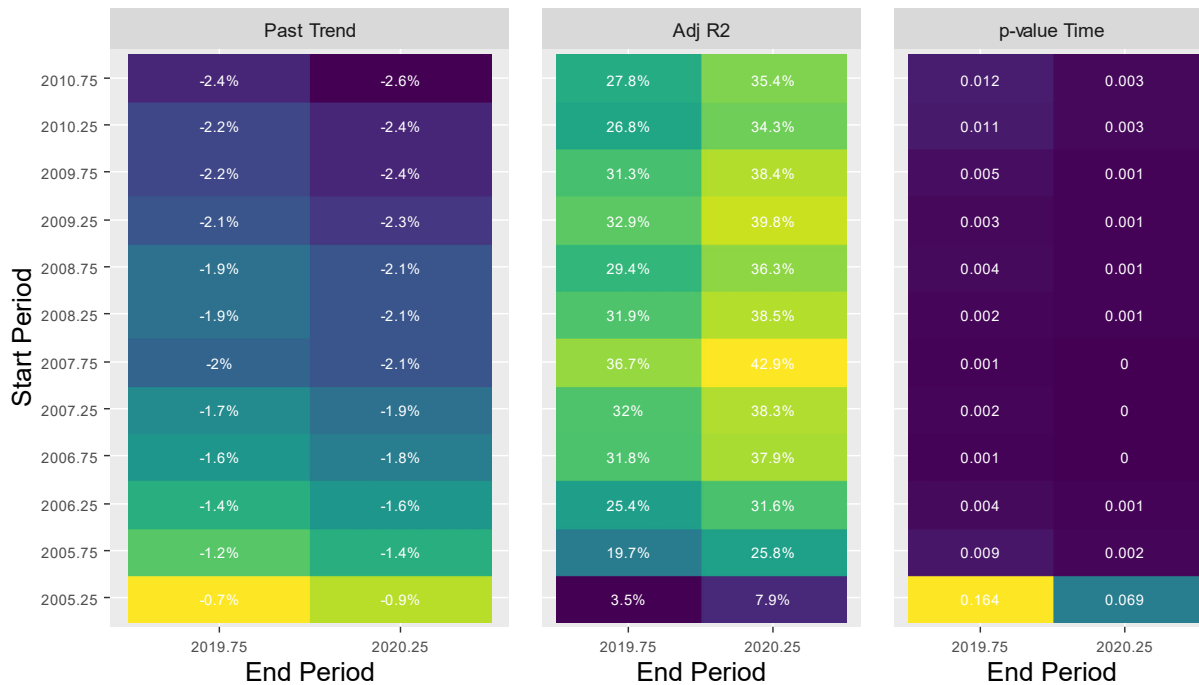 Past Trend Adj R2 p-value Time
2010.75 -2.4% -2.6% 27.8% 35.4% 0.012 0.003
2010.25 -2.2% -2.4% 26.8% 34.3% 0.011 0.003
2009.75 -2.2% -2.4% 31.3% 38.4% 0.005 0.001
2009.25 -2.1% -2.3% 32.9% 39.8% 0.003 0.001
2008.75 -1.9% -2.1% 29.4% 36.3% 0.004 0.001
2008.25 -1.9% -2.1% 31.9% 38.5% 0.002 0.001
2007.75 -2% -2.1% 36.7% 42.9% 0.001 0
2007.25 -1.7% -1.9% 32% 38.3% 0.002 0
2006.75 -1.6% -1.8% 31.8% 37.9% 0.001 0
2006.25 -1.4% -1.6% 25.4% 31.6% 0.004 0.001
2005.75 -1.2% -1.4% 19.7% 25.8% 0.009 0.002
2005.25 -0.7% -0.9% 3.5% 7.9% 0.164 0.069
Start Period
2019.75 2020.25 2019.75 2020.25 2019.75 2020.25
End Period End Period End Period